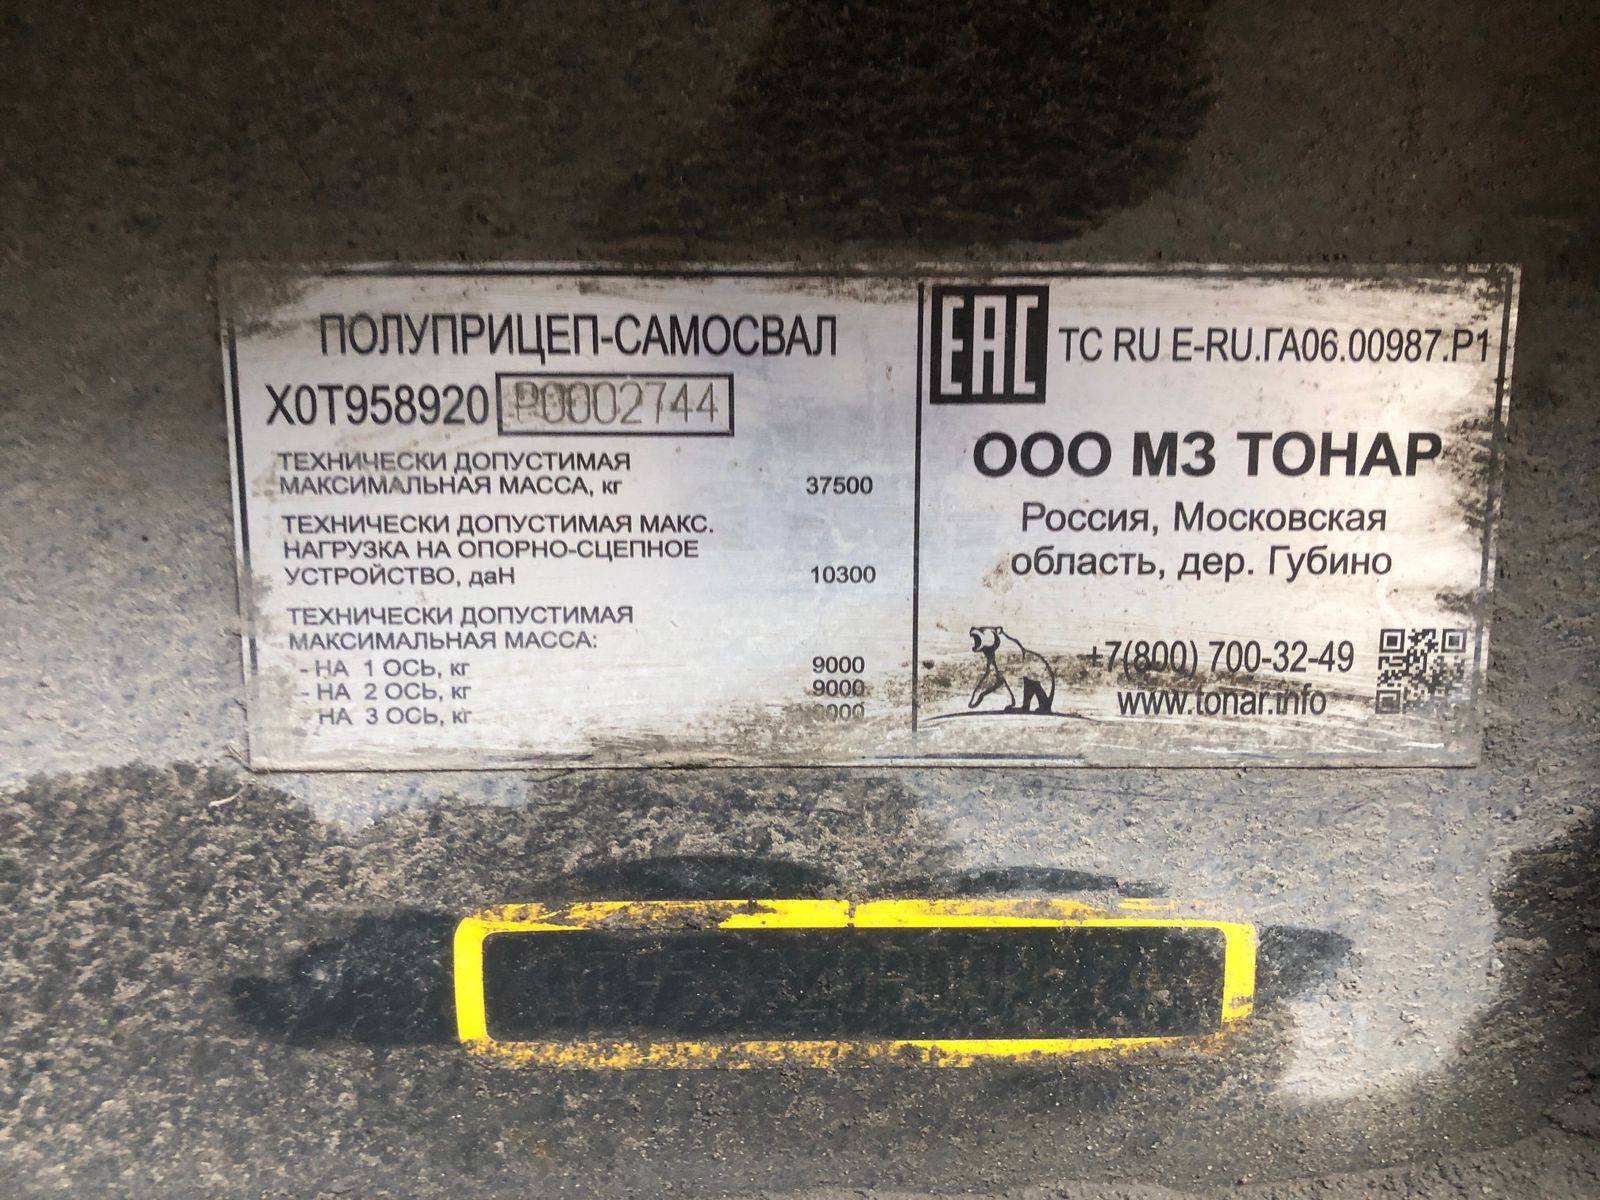 ПОЛУПРИЦЕП-САМОСВАЛ
X0T958920 P0002744
ТЕХНИЧЕСКИ ДОПУСТИМАЯ
МАКСИМАЛЬНАЯ МАССА, кг 37500
ТЕХНИЧЕСКИ ДОПУСТИМАЯ МАКС.
НАГРУЗКА НА ОПОРНО-СЦЕПНОЕ
УСТРОЙСТВО, даН 10300
ТЕХНИЧЕСКИ ДОПУСТИМАЯ
МАКСИМАЛЬНАЯ МАССА:
- НА 1 ОСЬ, кг 9000
- НА 2 ОСЬ, кг 9000
НА 3 ОСЬ, кг
EAC TC RU E-RU.ГА06.00987.P1
ООО МЗ ТОНАР
Россия, Московская
область, дер. Губино
+7(800) 700-32-49
www.tonar.info